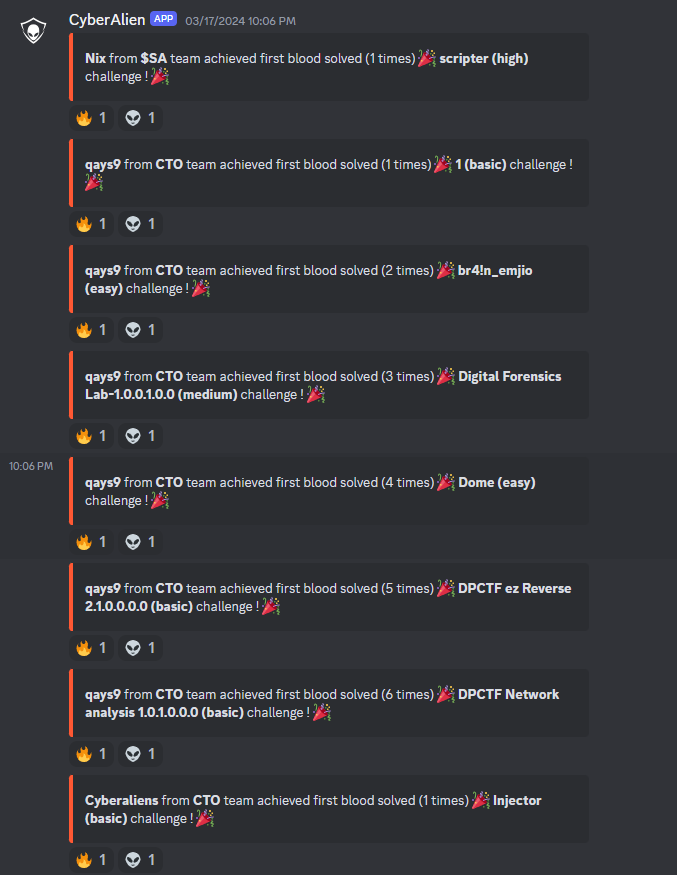 CyberAlien APP 03/17/2024 10:06 PM
Nix from $SA team achieved first blood solved (1 times)🎉 scripter (high)
challenge ! 🎉
🔥 1 👽 1
qays9 from CTO team achieved first blood solved (1 times)🎉 1 (basic) challenge !
🎉
🔥 1 👽 1
qays9 from CTO team achieved first blood solved (2 times)🎉 br4!n_emjio
(easy) challenge ! 🎉
🔥 1 👽 1
qays9 from CTO team achieved first blood solved (3 times)🎉 Digital Forensics
Lab-1.0.0.1.0.0 (medium) challenge ! 🎉
🔥 1 👽 1
10:06 PM
qays9 from CTO team achieved first blood solved (4 times)🎉 Dome (easy)
challenge ! 🎉
🔥 1 👽 1
qays9 from CTO team achieved first blood solved (5 times)🎉 DPCTF ez Reverse
2.1.0.0.0.0 (basic) challenge ! 🎉
🔥 1 👽 1
qays9 from CTO team achieved first blood solved (6 times)🎉 DPCTF Network
analysis 1.0.1.0.0.0 (basic) challenge ! 🎉
🔥 1 👽 1
Cyberaliens from CTO team achieved first blood solved (1 times)🎉 Injector
(basic) challenge ! 🎉
🔥 1 👽 1